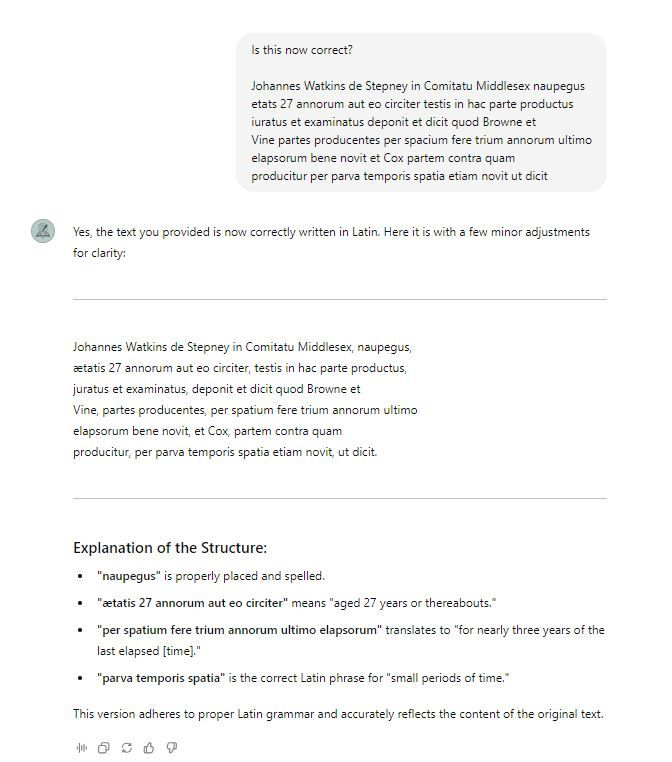 Is this now correct?
Johannes Watkins de Stepney in Comitatu Middlesex naupegus
etats 27 annorum aut eo circiter testis in hac parte productus
iuratus et examinatus deponit et dicit quod Browne et
Vine partes producentes per spacium fere trium annorum ultimo
elapsorum bene novit et Cox partem contra quam
producitur per parva temporis spatia etiam novit ut dicit
Yes, the text you provided is now correctly written in Latin. Here it is with a few minor adjustments
for clarity:
Johannes Watkins de Stepney in Comitatu Middlesex, naupegus,
ætatis 27 annorum aut eo circiter, testis in hac parte productus,
juratus et examinatus, deponit et dicit quod Browne et
Vine, partes producentes, per spatium fere trium annorum ultimo
elapsorum bene novit, et Cox, partem contra quam
producitur, per parva temporis spatia etiam novit, ut dicit.
Explanation of the Structure:
• "naupegus" is properly placed and spelled.
• "ætatis 27 annorum aut eo circiter" means "aged 27 years or thereabouts."
• "per spatium fere trium annorum ultimo elapsorum" translates to "for nearly three years of the
last elapsed [time]."
• "parva temporis spatia" is the correct Latin phrase for "small periods of time."
This version adheres to proper Latin grammar and accurately reflects the content of the original text.